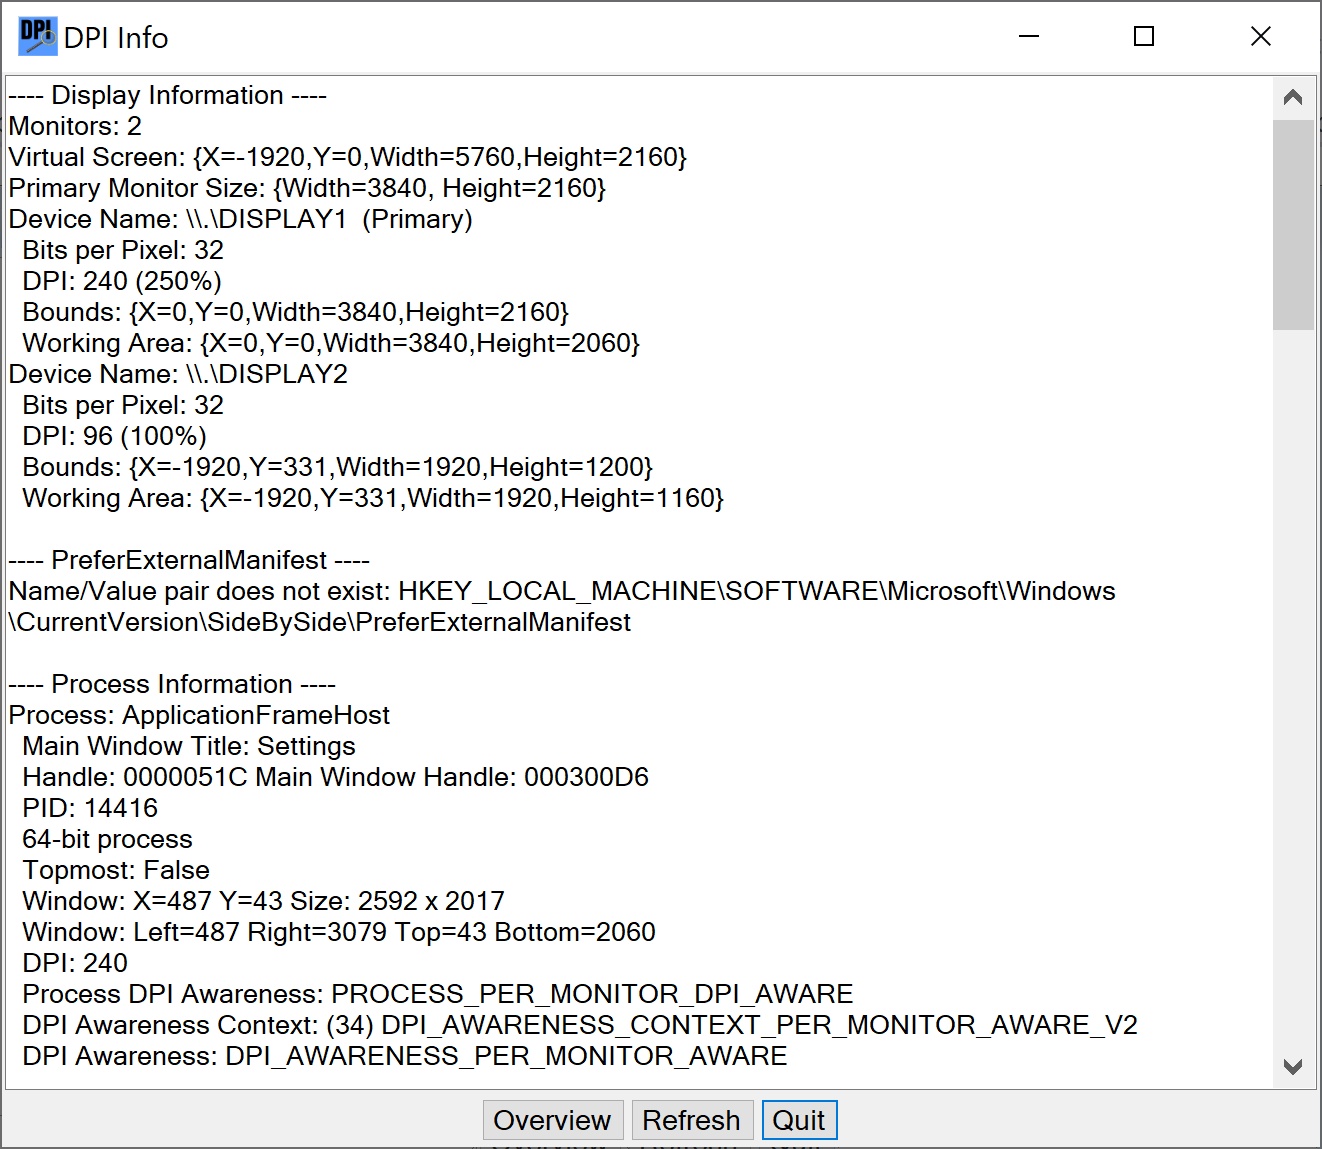 DPI DPI Info
---- Display Information ----
Monitors: 2
Virtual Screen: {X=-1920,Y=0,Width=5760,Height=2160}
Primary Monitor Size: {Width=3840, Height=2160}
Device Name: \\.\DISPLAY1  (Primary)
  Bits per Pixel: 32
  DPI: 240 (250%)
  Bounds: {X=0,Y=0,Width=3840,Height=2160}
  Working Area: {X=0,Y=0,Width=3840,Height=2060}
Device Name: \\.\DISPLAY2
  Bits per Pixel: 32
  DPI: 96 (100%)
  Bounds: {X=-1920,Y=331,Width=1920,Height=1200}
  Working Area: {X=-1920,Y=331,Width=1920,Height=1160}
---- PreferExternalManifest ----
Name/Value pair does not exist: HKEY_LOCAL_MACHINE\SOFTWARE\Microsoft\Windows
\CurrentVersion\SideBySide\PreferExternalManifest
---- Process Information ----
Process: ApplicationFrameHost
  Main Window Title: Settings
  Handle: 0000051C Main Window Handle: 000300D6
  PID: 14416
  64-bit process
  Topmost: False
  Window: X=487 Y=43 Size: 2592 x 2017
  Window: Left=487 Right=3079 Top=43 Bottom=2060
  DPI: 240
  Process DPI Awareness: PROCESS_PER_MONITOR_DPI_AWARE
  DPI Awareness Context: (34) DPI_AWARENESS_CONTEXT_PER_MONITOR_AWARE_V2
  DPI Awareness: DPI_AWARENESS_PER_MONITOR_AWARE
Overview Refresh Quit